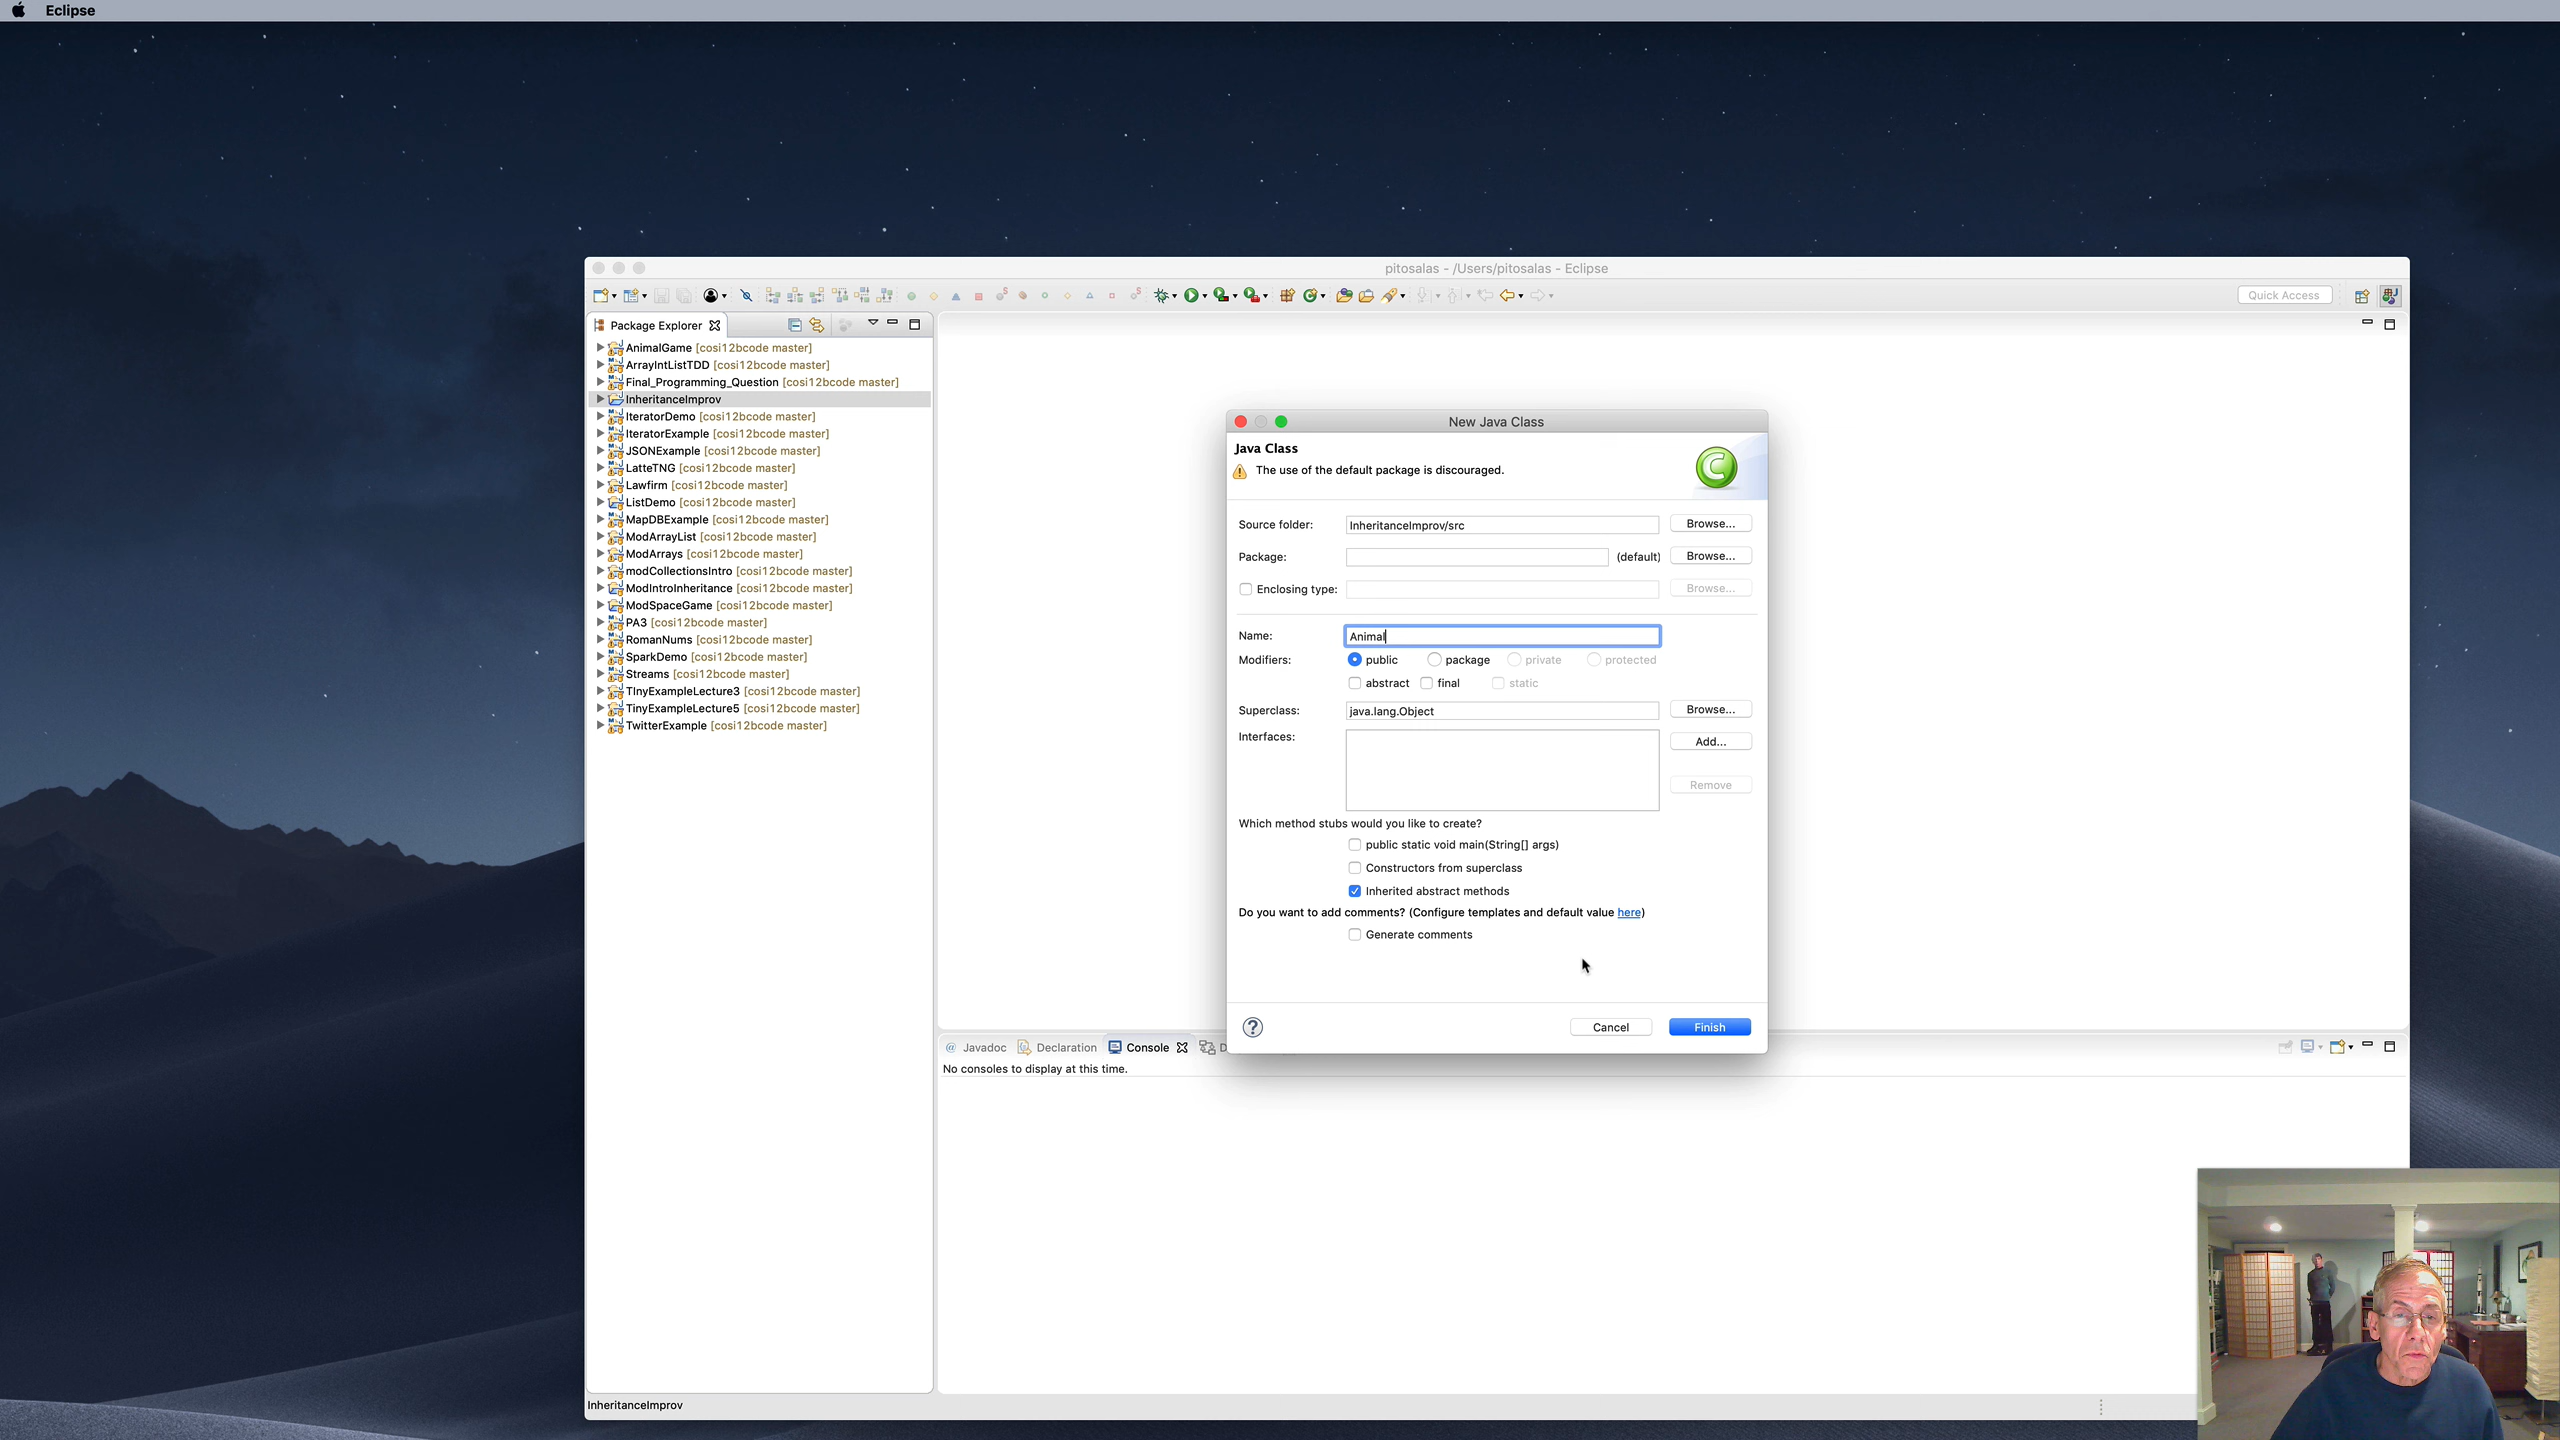 Eclipse
pitosalas - /Users/pitosalas - Eclipse
Quick Access
Package Explorer
AnimalGame [cosi12bcode master]
ArrayIntListTDD [cosi12bcode master]
Final_Programming_Question [cosi12bcode master]
InheritanceImprov
IteratorDemo [cosi12bcode master]
IteratorExample [cosi12bcode master]
JSONExample [cosi12bcode master]
LatteTNG [cosi12bcode master]
Lawfirm [cosi12bcode master]
ListDemo [cosi12bcode master]
MapDBExample [cosi12bcode master]
ModArrayList [cosi12bcode master]
ModArrays [cosi12bcode master]
modCollectionsIntro [cosi12bcode master]
ModIntroInheritance [cosi12bcode master]
ModSpaceGame [cosi12bcode master]
PA3 [cosi12bcode master]
RomanNums [cosi12bcode master]
SparkDemo [cosi12bcode master]
Streams [cosi12bcode master]
TInyExampleLecture3 [cosi12bcode master]
TinyExampleLecture5 [cosi12bcode master]
TwitterExample [cosi12bcode master]
New Java Class
Java Class
The use of the default package is discouraged.
Source folder: InheritanceImprov/src Browse...
Package: (default) Browse...
Enclosing type: Browse...
Name: Animal
Modifiers: public package private protected
abstract final static
Superclass: java.lang.Object Browse...
Interfaces: Add...
Remove
Which method stubs would you like to create?
public static void main(String[] args)
Constructors from superclass
Inherited abstract methods
Do you want to add comments? (Configure templates and default value here)
Generate comments
Cancel Finish
@ Javadoc Declaration Console D
No consoles to display at this time.
InheritanceImprov